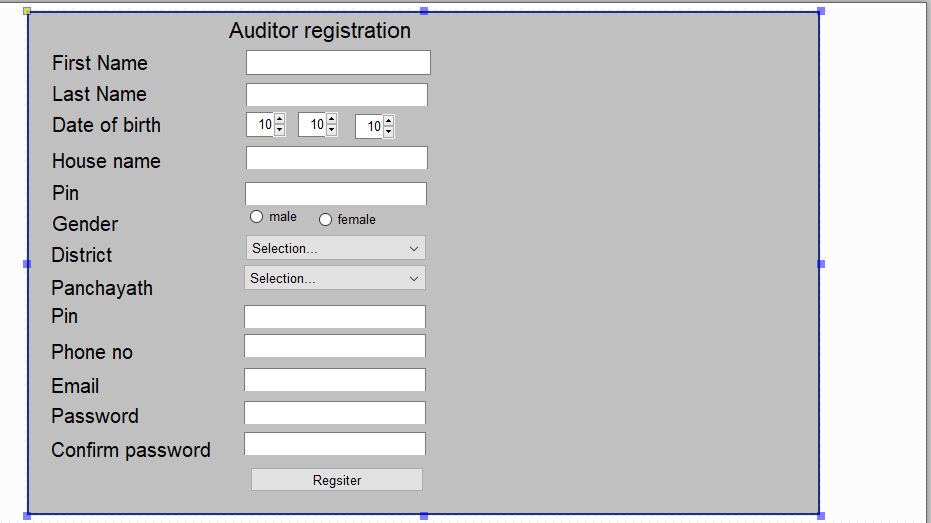 Auditor registration
First Name
Last Name
Date of birth 10 10 10
House name
Pin
Gender male female
District Selection...
Panchayath Selection...
Pin
Phone no
Email
Password
Confirm password
Regsiter